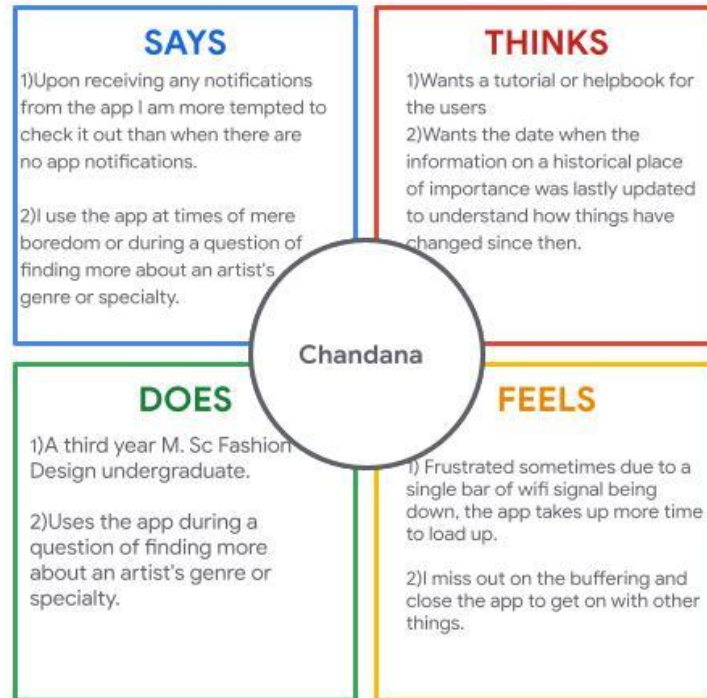 SAYS
1)Upon receiving any notifications
from the app I am more tempted to
check it out than when there are
no app notifications.
2)I use the app at times of mere
boredom or during a question of
finding more about an artist's
genre or specialty.
THINKS
1)Wants a tutorial or helpbook for
the users
2)Wants the date when the
information on a historical place
of importance was lastly updated
to understand how things have
changed since then.
Chandana
DOES
1)A third year M. Sc Fashion
Design undergraduate.
2)Uses the app during a
question of finding more
about an artist's genre or
specialty.
FEELS
1) Frustrated sometimes due to a
single bar of wifi signal being
down, the app takes up more time
to load up.
2)I miss out on the buffering and
close the app to get on with other
things.